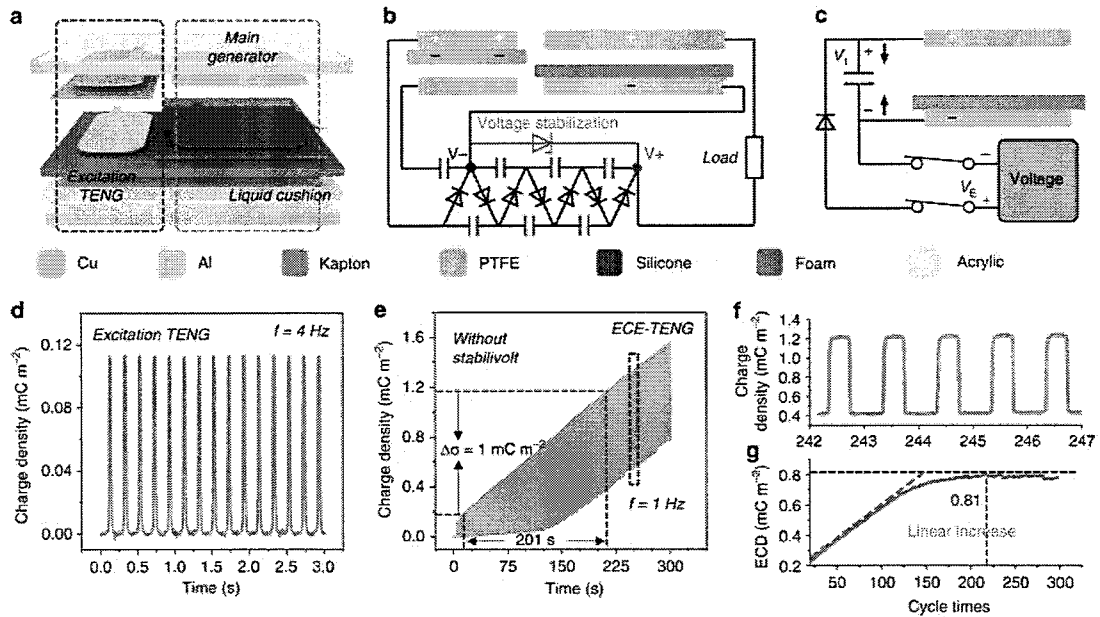 a
Main
generator
Excitation
TENG
Liquid cushion
b
Voltage stabilization
V−
V+
Load
c
V_t
+
−
V_E
−
+
Voltage
Cu
Al
Kapton
PTFE
Silicone
Foam
Acrylic
d
Excitation TENG
f = 4 Hz
Charge density (mC m⁻²)
0.12
0.08
0.04
0.00
0.0 0.5 1.0 1.5 2.0 2.5 3.0
Time (s)
e
Without
stabilivolt
ECE-TENG
Δσ = 1 mC m⁻²
f = 1 Hz
201 s
Charge density (mC m⁻²)
1.8
1.2
0.6
0.0
0 75 150 225 300
Time (s)
f
Charge
density (mC m⁻²)
1.4
1.2
1.0
0.8
0.6
0.4
242 243 244 245 246 247
g
ECD (mC m⁻²)
0.8
0.6
0.4
0.2
0.81
Linear increase
50 100 150 200 250 300
Cycle times